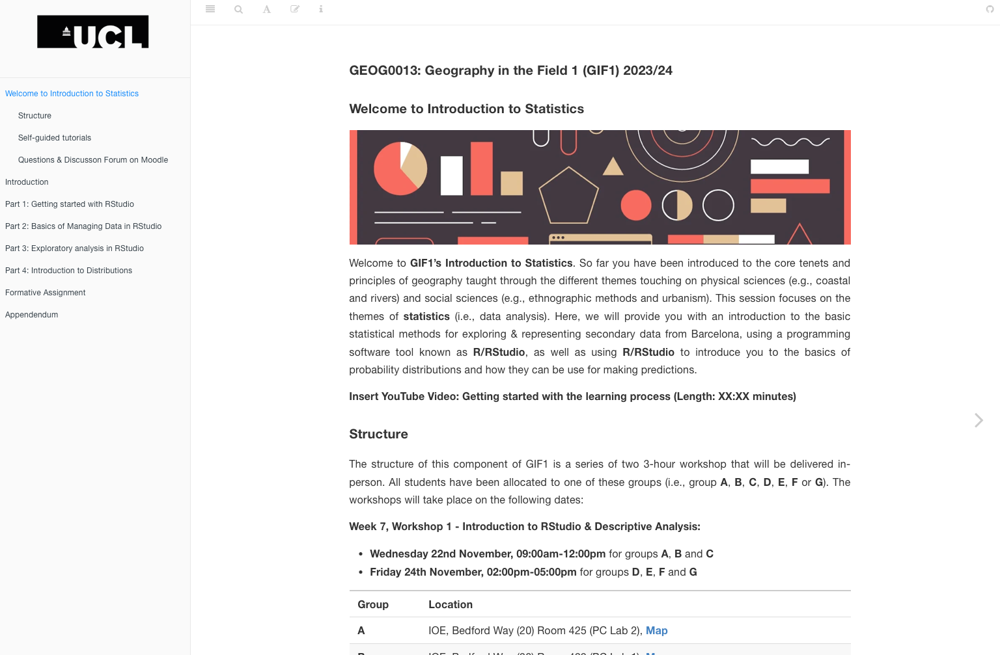 UCL
Welcome to Introduction to Statistics
Structure
Self-guided tutorials
Questions & Discusson Forum on Moodle
Introduction
Part 1: Getting started with RStudio
Part 2: Basics of Managing Data in RStudio
Part 3: Exploratory analysis in RStudio
Part 4: Introduction to Distributions
Formative Assignment
Appendendum
GEOG0013: Geography in the Field 1 (GIF1) 2023/24
Welcome to Introduction to Statistics
Welcome to GIF1’s Introduction to Statistics. So far you have been introduced to the core tenets and
principles of geography taught through the different themes touching on physical sciences (e.g., coastal
and rivers) and social sciences (e.g., ethnographic methods and urbanism). This session focuses on the
themes of statistics (i.e., data analysis). Here, we will provide you with an introduction to the basic
statistical methods for exploring & representing secondary data from Barcelona, using a programming
software tool known as R/RStudio, as well as using R/RStudio to introduce you to the basics of
probability distributions and how they can be use for making predictions.
Insert YouTube Video: Getting started with the learning process (Length: XX:XX minutes)
Structure
The structure of this component of GIF1 is a series of two 3-hour workshop that will be delivered in-
person. All students have been allocated to one of these groups (i.e., group A, B, C, D, E, F or G). The
workshops will take place on the following dates:
Week 7, Workshop 1 - Introduction to RStudio & Descriptive Analysis:
• Wednesday 22nd November, 09:00am-12:00pm for groups A, B and C
• Friday 24th November, 02:00pm-05:00pm for groups D, E, F and G
Group Location
A IOE, Bedford Way (20) Room 425 (PC Lab 2), Map